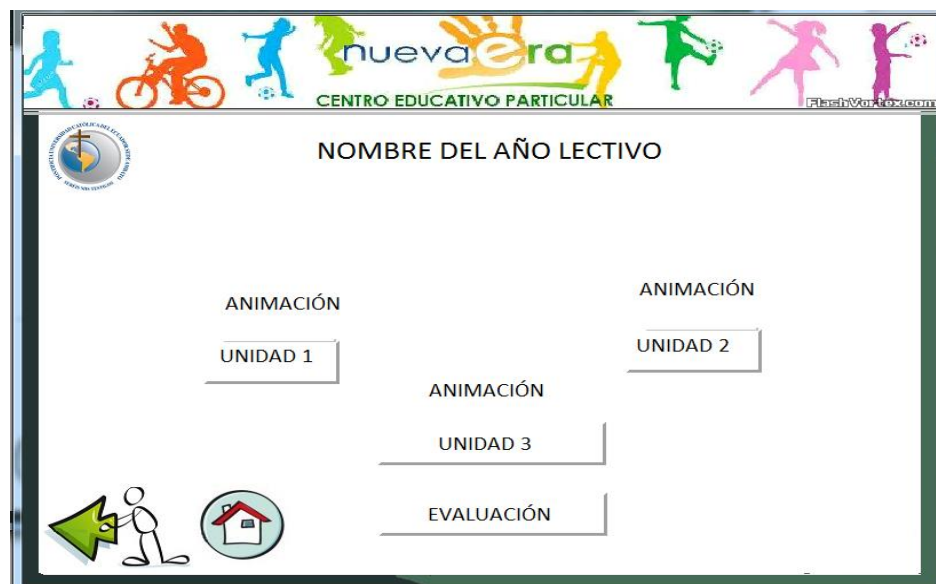 nueva era
CENTRO EDUCATIVO PARTICULAR
FlashVortex.com
NOMBRE DEL AÑO LECTIVO
ANIMACIÓN
ANIMACIÓN
UNIDAD 1
UNIDAD 2
ANIMACIÓN
UNIDAD 3
EVALUACIÓN